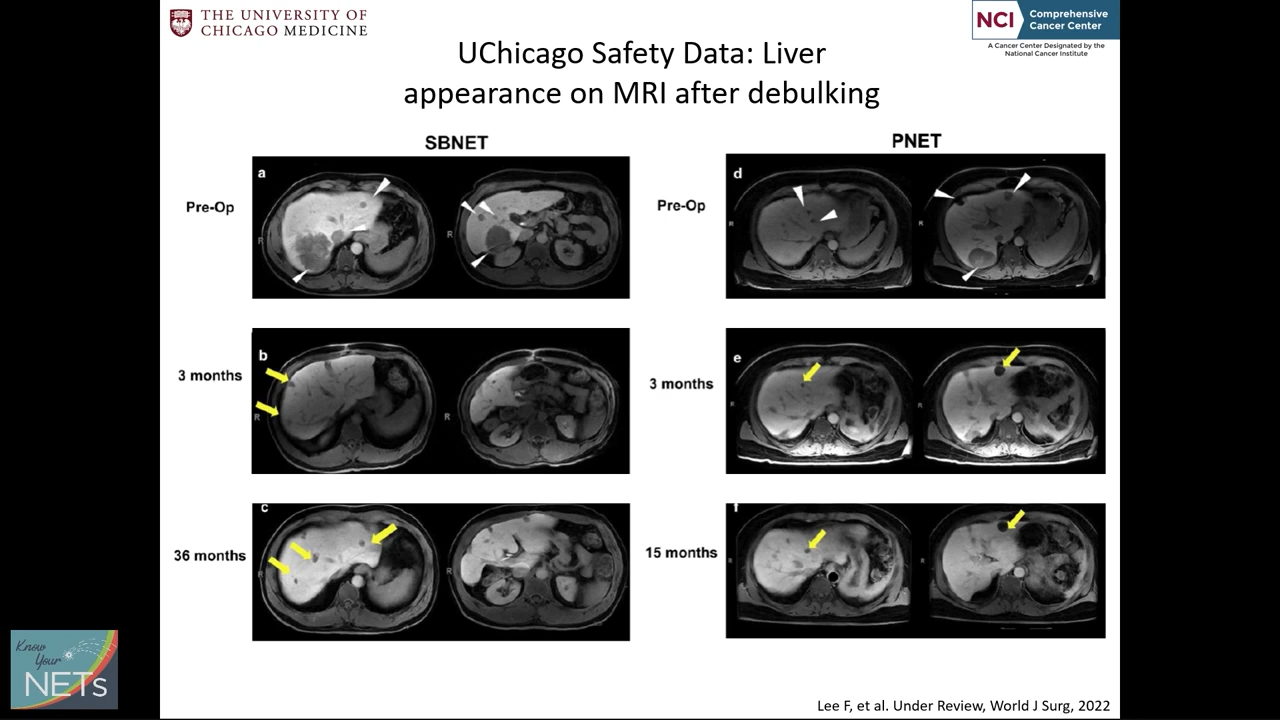 THE UNIVERSITY OF
CHICAGO MEDICINE
NCI
Comprehensive
Cancer Center
A Cancer Center Designated by the
National Cancer Institute
UChicago Safety Data: Liver
appearance on MRI after debulking
SBNET
PNET
Pre-Op
a
R
Pre-Op
d
R
R
3 months
b
R
R
3 months
e
R
R
36 months
c
R
R
15 months
f
R
R
Know
Your
NETs
Lee F, et al. Under Review, World J Surg, 2022